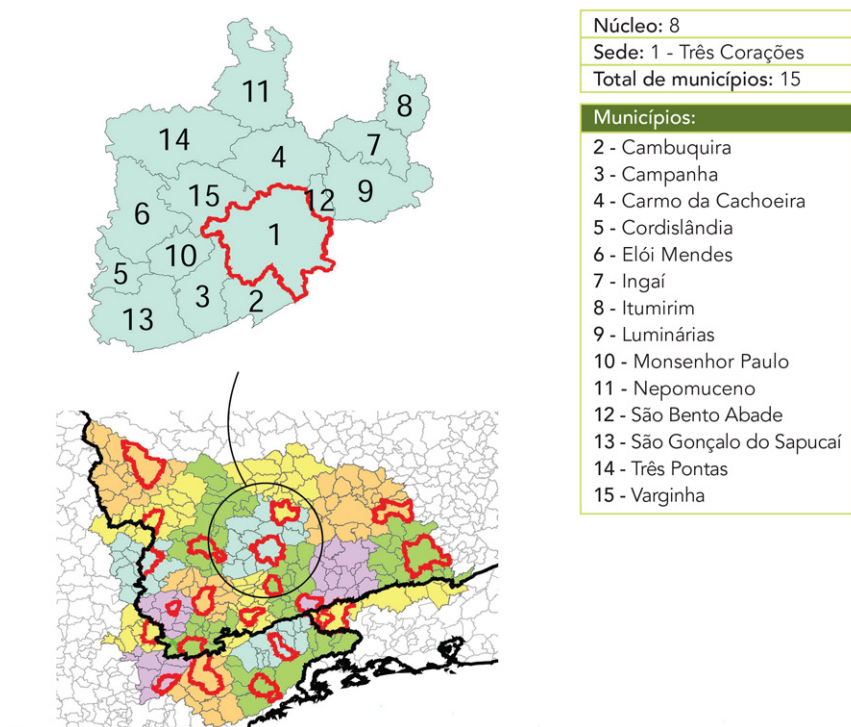 11
8
14
7
4
15
12
9
6
1
10
5
3
2
13
Núcleo: 8
Sede: 1 - Três Corações
Total de municípios: 15
Municípios:
2 - Cambuquira
3 - Campanha
4 - Carmo da Cachoeira
5 - Cordislândia
6 - Elói Mendes
7 - Ingaí
8 - Itumirim
9 - Luminárias
10 - Monsenhor Paulo
11 - Nepomuceno
12 - São Bento Abade
13 - São Gonçalo do Sapucaí
14 - Três Pontas
15 - Varginha